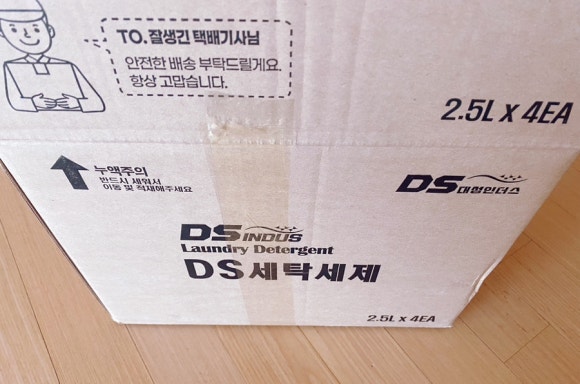 TO. 잘생긴 택배기사님
안전한 배송 부탁드릴게요.
항상 고맙습니다.
2.5L x 4EA
누액주의
반드시 세워서
이동 및 적재해주세요
DS 대성인더스
DS INDUS
Laundry Detergent
DS세탁세제
2.5L x 4EA